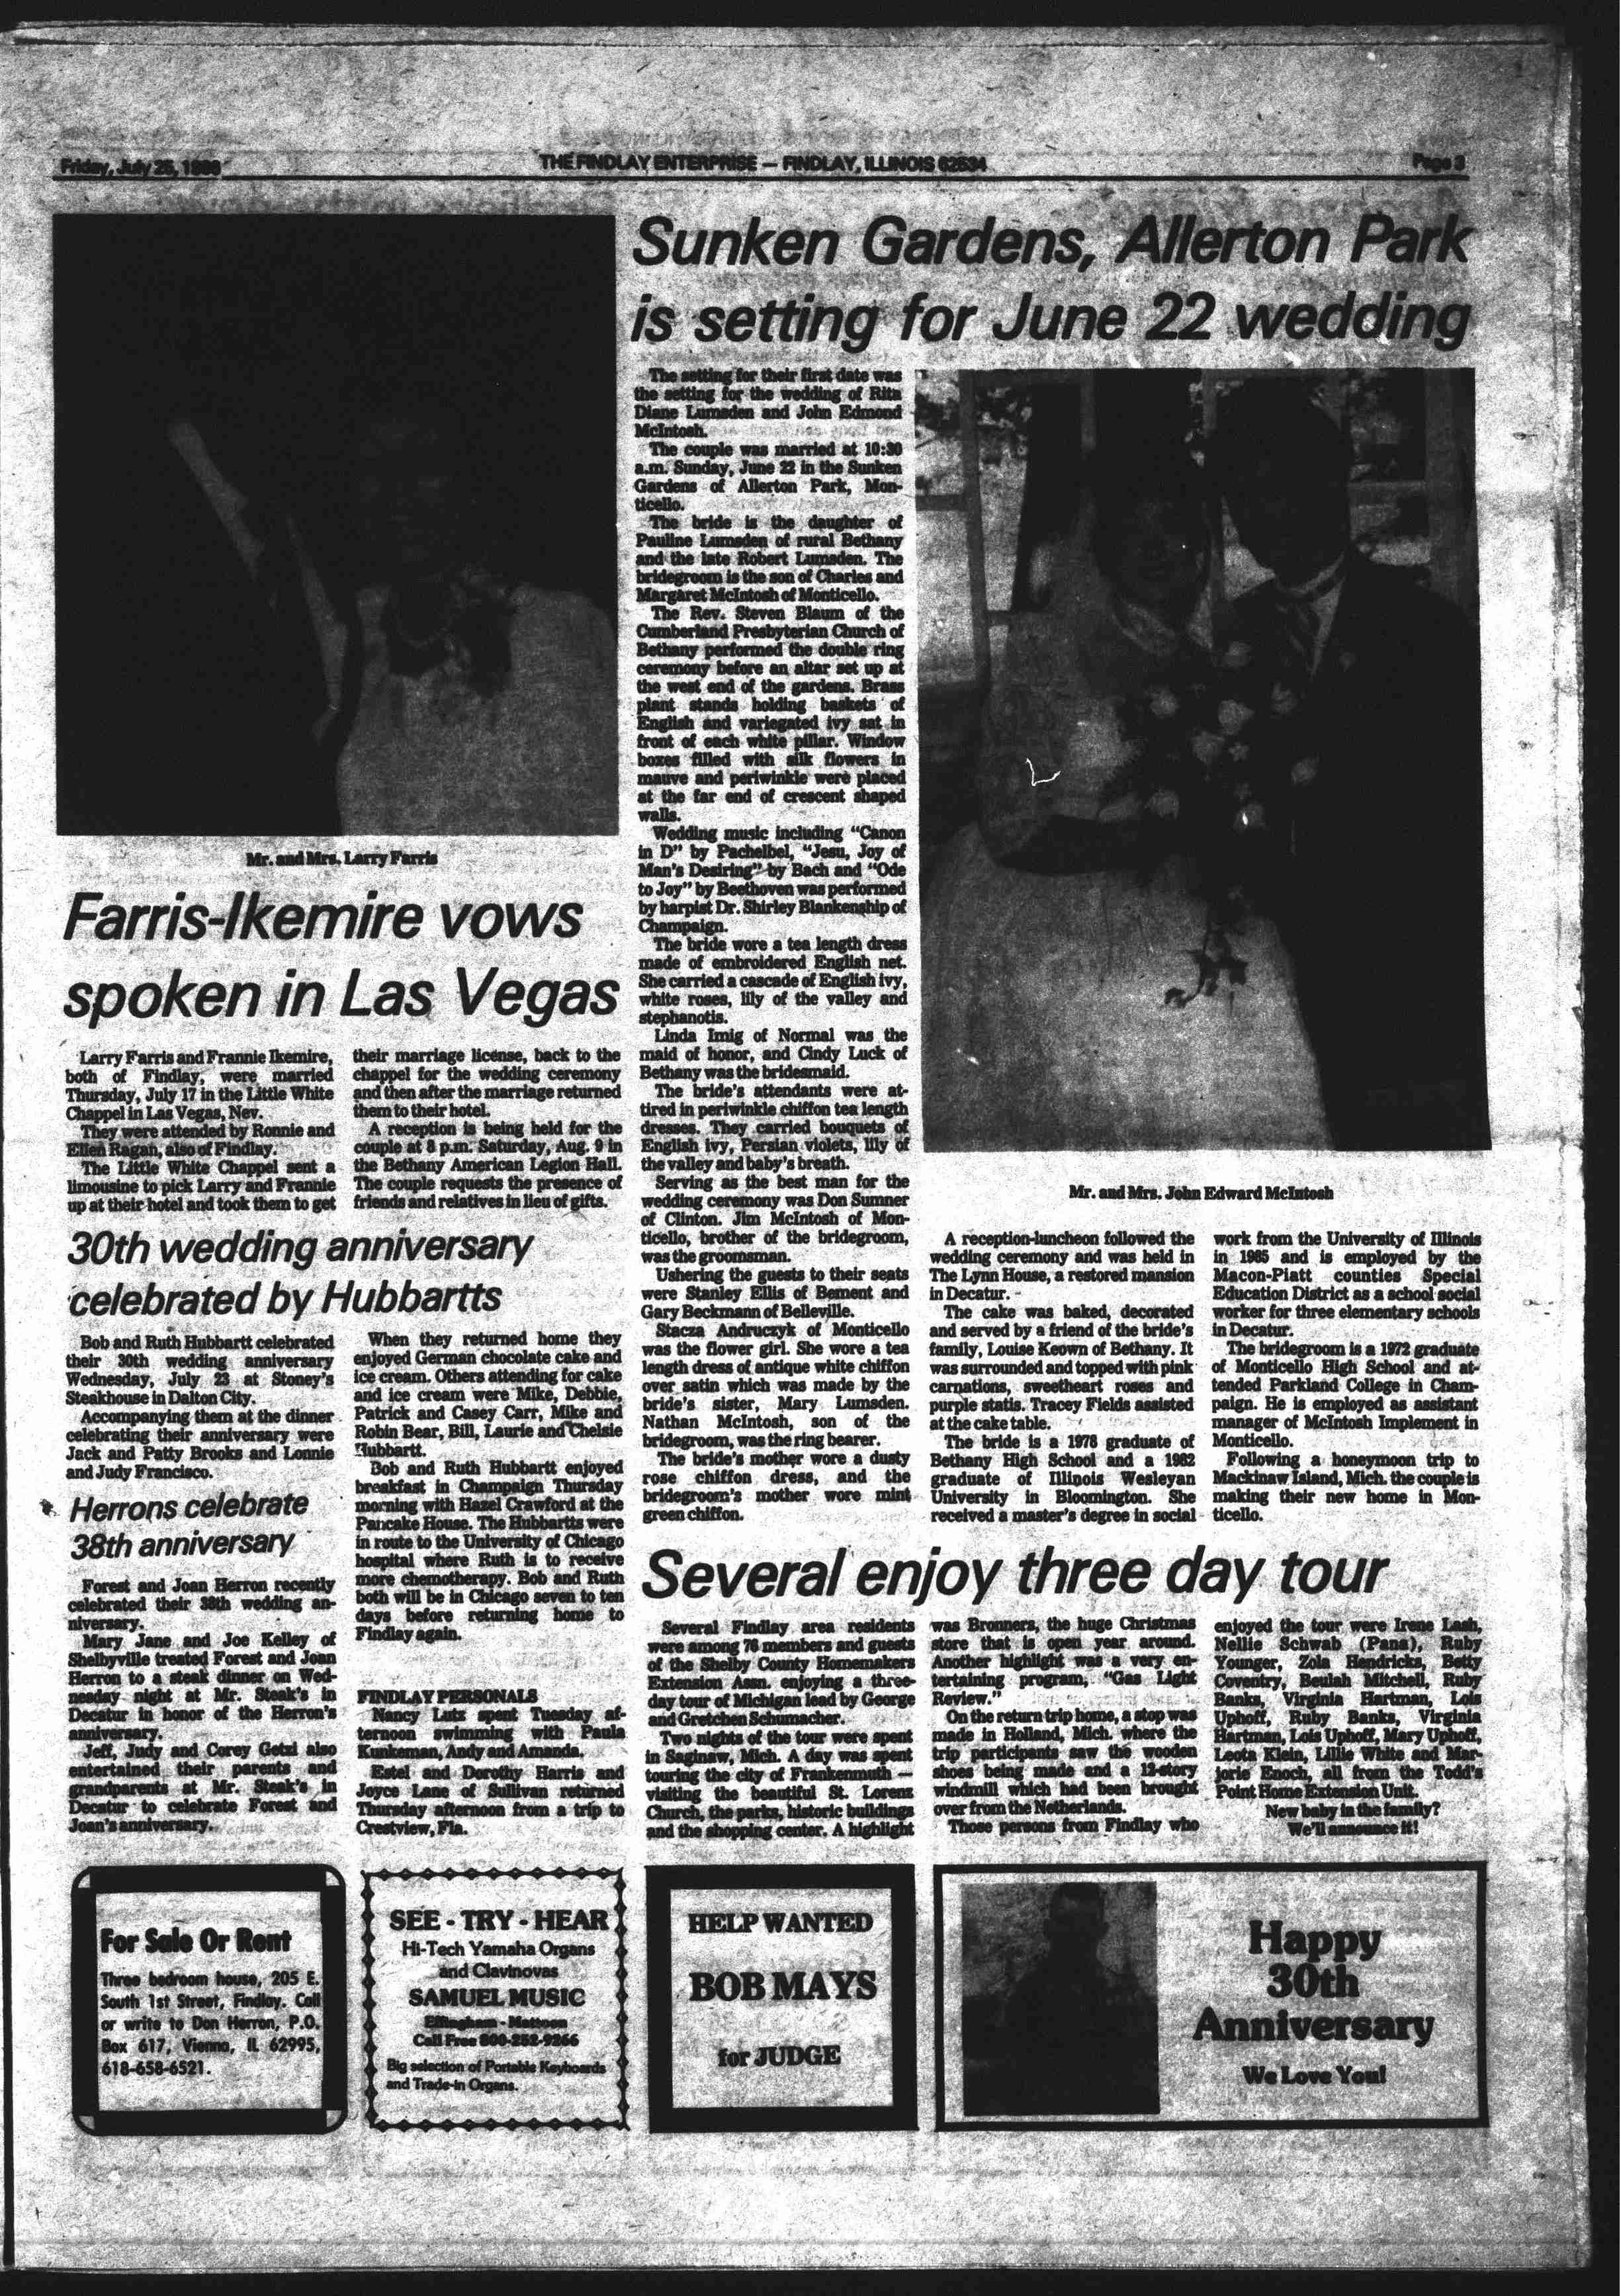 Friday, July 25, 1986
THE FINDLAY ENTERPRISE — FINDLAY, ILLINOIS 62534
Page 3
Mr. and Mrs. Larry Farris
Farris-Ikemire vows
spoken in Las Vegas
Larry Farris and Frannie Ikemire,
both of Findlay, were married
Thursday, July 17 in the Little White
Chappel in Las Vegas, Nev.
They were attended by Ronnie and
Ellen Ragan, also of Findlay.
The Little White Chappel sent a
limousine to pick Larry and Frannie
up at their hotel and took them to get
their marriage license, back to the
chappel for the wedding ceremony
and then after the marriage returned
them to their hotel.
A reception is being held for the
couple at 8 p.m. Saturday, Aug. 9 in
the Bethany American Legion Hall.
The couple requests the presence of
friends and relatives in lieu of gifts.
30th wedding anniversary
celebrated by Hubbartts
Bob and Ruth Hubbartt celebrated
their 30th wedding anniversary
Wednesday, July 23 at Stoney's
Steakhouse in Dalton City.
Accompanying them at the dinner
celebrating their anniversary were
Jack and Patty Brooks and Lonnie
and Judy Francisco.
When they returned home they
enjoyed German chocolate cake and
ice cream. Others attending for cake
and ice cream were Mike, Debbie,
Patrick and Casey Carr, Mike and
Robin Bear, Bill, Laurie and Chelsie
Hubbartt.
Bob and Ruth Hubbartt enjoyed
breakfast in Champaign Thursday
morning with Hazel Crawford at the
Pancake House. The Hubbartts were
in route to the University of Chicago
hospital where Ruth is to receive
more chemotherapy. Bob and Ruth
both will be in Chicago seven to ten
days before returning home to
Findlay again.
Herrons celebrate
38th anniversary
Forest and Joan Herron recently
celebrated their 38th wedding an-
niversary.
Mary Jane and Joe Kelley of
Shelbyville treated Forest and Joan
Herron to a steak dinner on Wed-
nesday night at Mr. Steak's in
Decatur in honor of the Herron's
anniversary.
Jeff, Judy and Corey Getzi also
entertained their parents and
grandparents at Mr. Steak's in
Decatur to celebrate Forest and
Joan's anniversary.
FINDLAY PERSONALS
Nancy Lutz spent Tuesday af-
ternoon swimming with Paula
Kunkeman, Andy and Amanda.
Estel and Dorothy Harris and
Joyce Lane of Sullivan returned
Thursday afternoon from a trip to
Crestview, Fla.
Sunken Gardens, Allerton Park
is setting for June 22 wedding
The setting for their first date was
the setting for the wedding of Rita
Diane Lumsden and John Edmond
McIntosh.
The couple was married at 10:30
a.m. Sunday, June 22 in the Sunken
Gardens of Allerton Park, Mon-
ticello.
The bride is the daughter of
Pauline Lumsden of rural Bethany
and the late Robert Lumsden. The
bridegroom is the son of Charles and
Margaret McIntosh of Monticello.
The Rev. Steven Blaum of the
Cumberland Presbyterian Church of
Bethany performed the double ring
ceremony before an altar set up at
the west end of the gardens. Brass
plant stands holding baskets of
English and variegated ivy sat in
front of each white pillar. Window
boxes filled with silk flowers in
mauve and periwinkle were placed
at the far end of crescent shaped
walls.
Wedding music including "Canon
in D" by Pachelbel, "Jesu, Joy of
Man's Desiring" by Bach and "Ode
to Joy" by Beethoven was performed
by harpist Dr. Shirley Blankenship of
Champaign.
The bride wore a tea length dress
made of embroidered English net.
She carried a cascade of English ivy,
white roses, lily of the valley and
stephanotis.
Linda Imig of Normal was the
maid of honor, and Cindy Luck of
Bethany was the bridesmaid.
The bride's attendants were at-
tired in periwinkle chiffon tea length
dresses. They carried bouquets of
English ivy, Persian violets, lily of
the valley and baby's breath.
Serving as the best man for the
wedding ceremony was Don Sumner
of Clinton. Jim McIntosh of Mon-
ticello, brother of the bridegroom,
was the groomsman.
Ushering the guests to their seats
were Stanley Ellis of Bement and
Gary Beckmann of Belleville.
Stacza Andruczyk of Monticello
was the flower girl. She wore a tea
length dress of antique white chiffon
over satin which was made by the
bride's sister, Mary Lumsden.
Nathan McIntosh, son of the
bridegroom, was the ring bearer.
The bride's mother wore a dusty
rose chiffon dress, and the
bridegroom's mother wore mint
green chiffon.
Mr. and Mrs. John Edward McIntosh
A reception-luncheon followed the
wedding ceremony and was held in
The Lynn House, a restored mansion
in Decatur.
The cake was baked, decorated
and served by a friend of the bride's
family, Louise Keown of Bethany. It
was surrounded and topped with pink
carnations, sweetheart roses and
purple statis. Tracey Fields assisted
at the cake table.
The bride is a 1978 graduate of
Bethany High School and a 1982
graduate of Illinois Wesleyan
University in Bloomington. She
received a master's degree in social
work from the University of Illinois
in 1985 and is employed by the
Macon-Piatt counties Special
Education District as a school social
worker for three elementary schools
in Decatur.
The bridegroom is a 1972 graduate
of Monticello High School and at-
tended Parkland College in Cham-
paign. He is employed as assistant
manager of McIntosh Implement in
Monticello.
Following a honeymoon trip to
Mackinaw Island, Mich. the couple is
making their new home in Mon-
ticello.
Several enjoy three day tour
Several Findlay area residents
were among 76 members and guests
of the Shelby County Homemakers
Extension Assn. enjoying a three-
day tour of Michigan lead by George
and Gretchen Schumacher.
Two nights of the tour were spent
in Saginaw, Mich. A day was spent
touring the city of Frankenmuth —
visiting the beautiful St. Lorenz
Church, the parks, historic buildings
and the shopping center. A highlight
was Bronners, the huge Christmas
store that is open year around.
Another highlight was a very en-
tertaining program, "Gas Light
Review."
On the return trip home, a stop was
made in Holland, Mich. where the
trip participants saw the wooden
shoes being made and a 12-story
windmill which had been brought
over from the Netherlands.
Those persons from Findlay who
enjoyed the tour were Irene Lash,
Nellie Schwab (Pana), Ruby
Younger, Zola Hendricks, Betty
Coventry, Beulah Mitchell, Ruby
Banks, Virginia Hartman, Lois
Uphoff, Ruby Banks, Virginia
Hartman, Lois Uphoff, Mary Uphoff,
Leota Klein, Lillie White and Mar-
jorie Enoch, all from the Todd's
Point Home Extension Unit.
New baby in the family?
We'll announce it!
For Sale Or Rent
Three bedroom house, 205 E.
South 1st Street, Findlay. Call
or write to Don Herron, P.O.
Box 617, Vienna, IL 62995,
618-658-6521.
SEE - TRY - HEAR
Hi-Tech Yamaha Organs
and Clavinovas
SAMUEL MUSIC
Effingham - Mattoon
Call Free 800-252-9266
Big selection of Portable Keyboards
and Trade-in Organs.
HELP WANTED
BOB MAYS
for JUDGE
Happy
30th
Anniversary
We Love You!